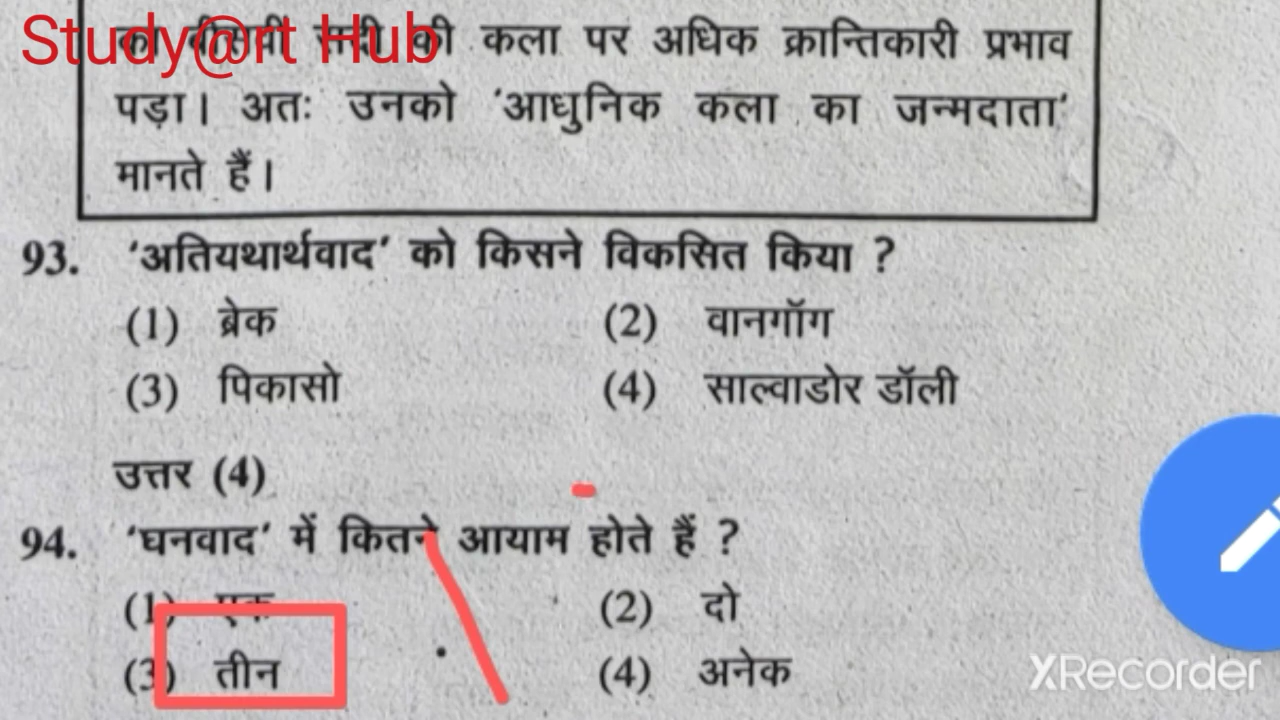 Study@rt Hub
की कला पर अधिक क्रान्तिकारी प्रभाव
पड़ा। अतः उनको 'आधुनिक कला का जन्मदाता'
मानते हैं।
93. 'अतियथार्थवाद' को किसने विकसित किया ?
(1) ब्रेक (2) वानगॉग
(3) पिकासो (4) साल्वाडोर डॉली
उत्तर (4)
94. 'घनवाद' में कितने आयाम होते हैं ?
(1) एक (2) दो
(3) तीन (4) अनेक
XRecorder